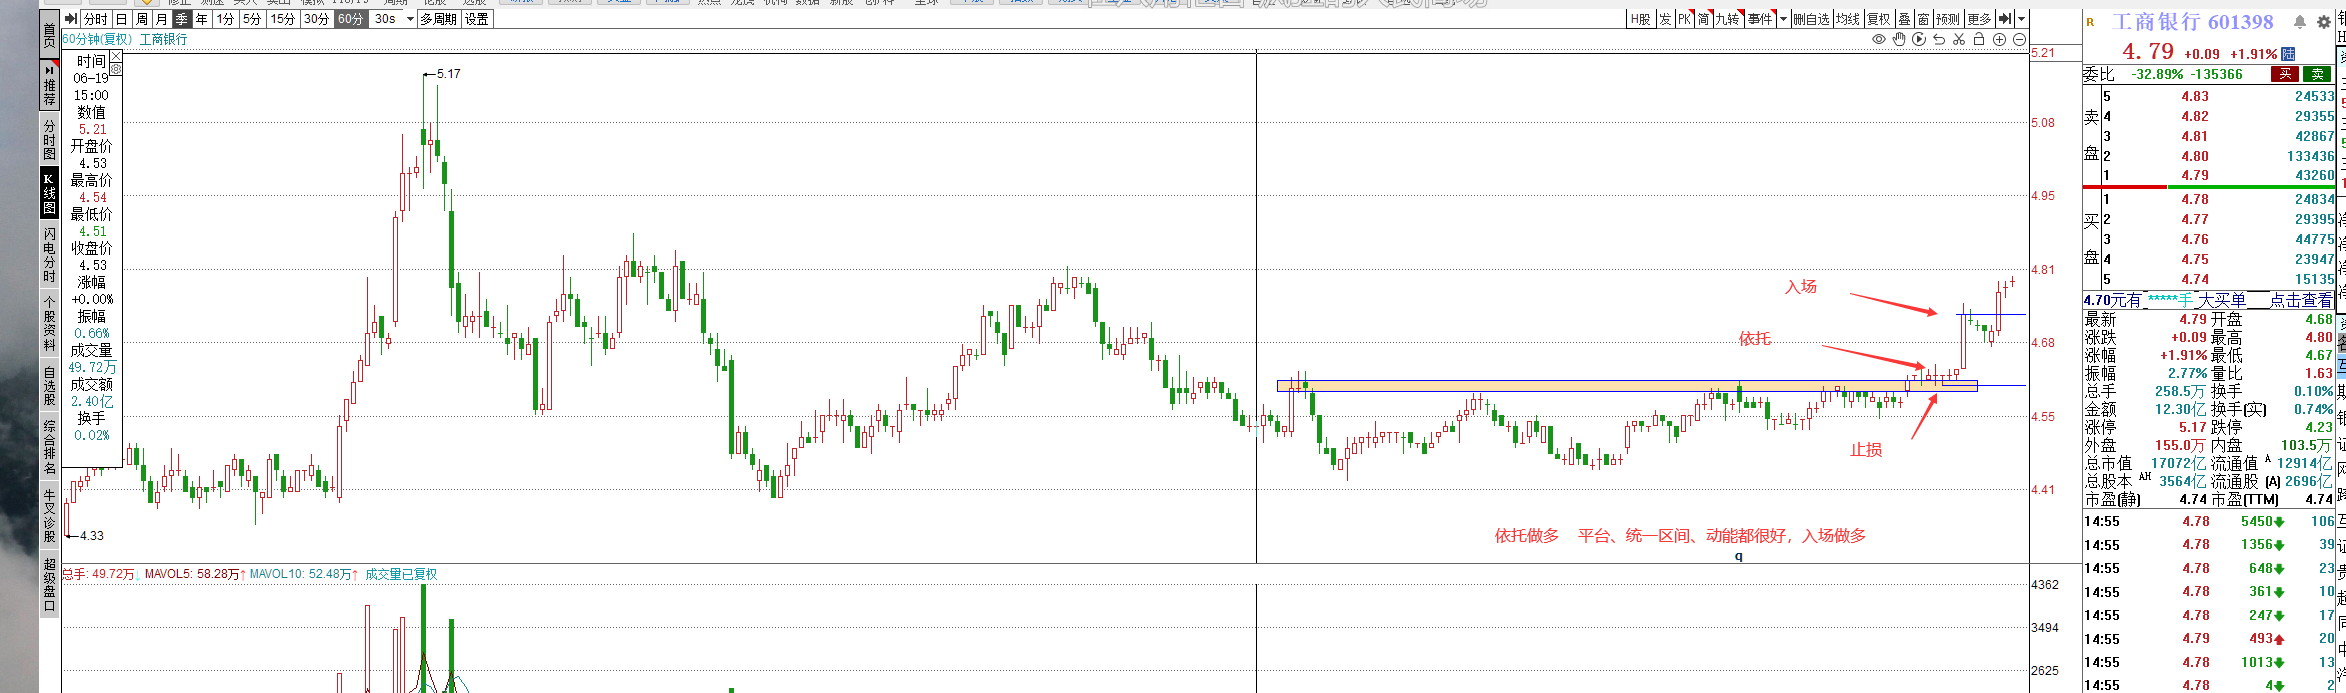 分时 日 周 月 季 年 1分 5分 15分 30分 60分 30s 多周期 设置
H股 发 PK 简 九转 事件 删自选 均线 复权 叠 窗 预测 更多
60分钟(复权) 工商银行
首页
推荐
分时图
K线图
闪电分时
个股资料
自选股
综合排名
牛叉诊股
超级盘口
时间
06-19
15:00
数值
5.21
开盘价
4.53
最高价
4.54
最低价
4.51
收盘价
4.53
涨幅
+0.00%
振幅
0.66%
成交量
49.72万
成交额
2.40亿
换手
0.02%
5.17
4.33
入场
依托
止损
依托做多 平台、统一区间、动能都很好，入场做多
q
5.21
5.08
4.95
4.81
4.68
4.55
4.41
总手: 49.72万↓ MAVOL5: 58.28万↑ MAVOL10: 52.48万↑ 成交量已复权
4362
3494
2625
R 工商银行 601398
4.79 +0.09 +1.91% 陆
委比 -32.89% -135366 买 卖
卖盘
5 4.83 24533
4 4.82 29355
3 4.81 42867
2 4.80 133436
1 4.79 43260
买盘
1 4.78 24834
2 4.77 29395
3 4.76 44775
4 4.75 23947
5 4.74 15135
4.70元有 *****手 大买单 点击查看
最新 4.79 开盘 4.68
涨跌 +0.09 最高 4.80
涨幅 +1.91% 最低 4.67
振幅 2.77% 量比 1.63
总手 258.5万 换手 0.10%
金额 12.30亿 换手(实) 0.74%
涨停 5.17 跌停 4.23
外盘 155.0万 内盘 103.5万
总市值 17072亿 流通值 A 12914亿
总股本 AH 3564亿 流通股 (A) 2696亿
市盈(静) 4.74 市盈(TTM) 4.74
14:55 4.78 5450 106
14:55 4.78 1356 39
14:55 4.78 648 23
14:55 4.78 361 10
14:55 4.78 247 17
14:55 4.79 493 20
14:55 4.78 1013 13
14:55 4.78 4 2